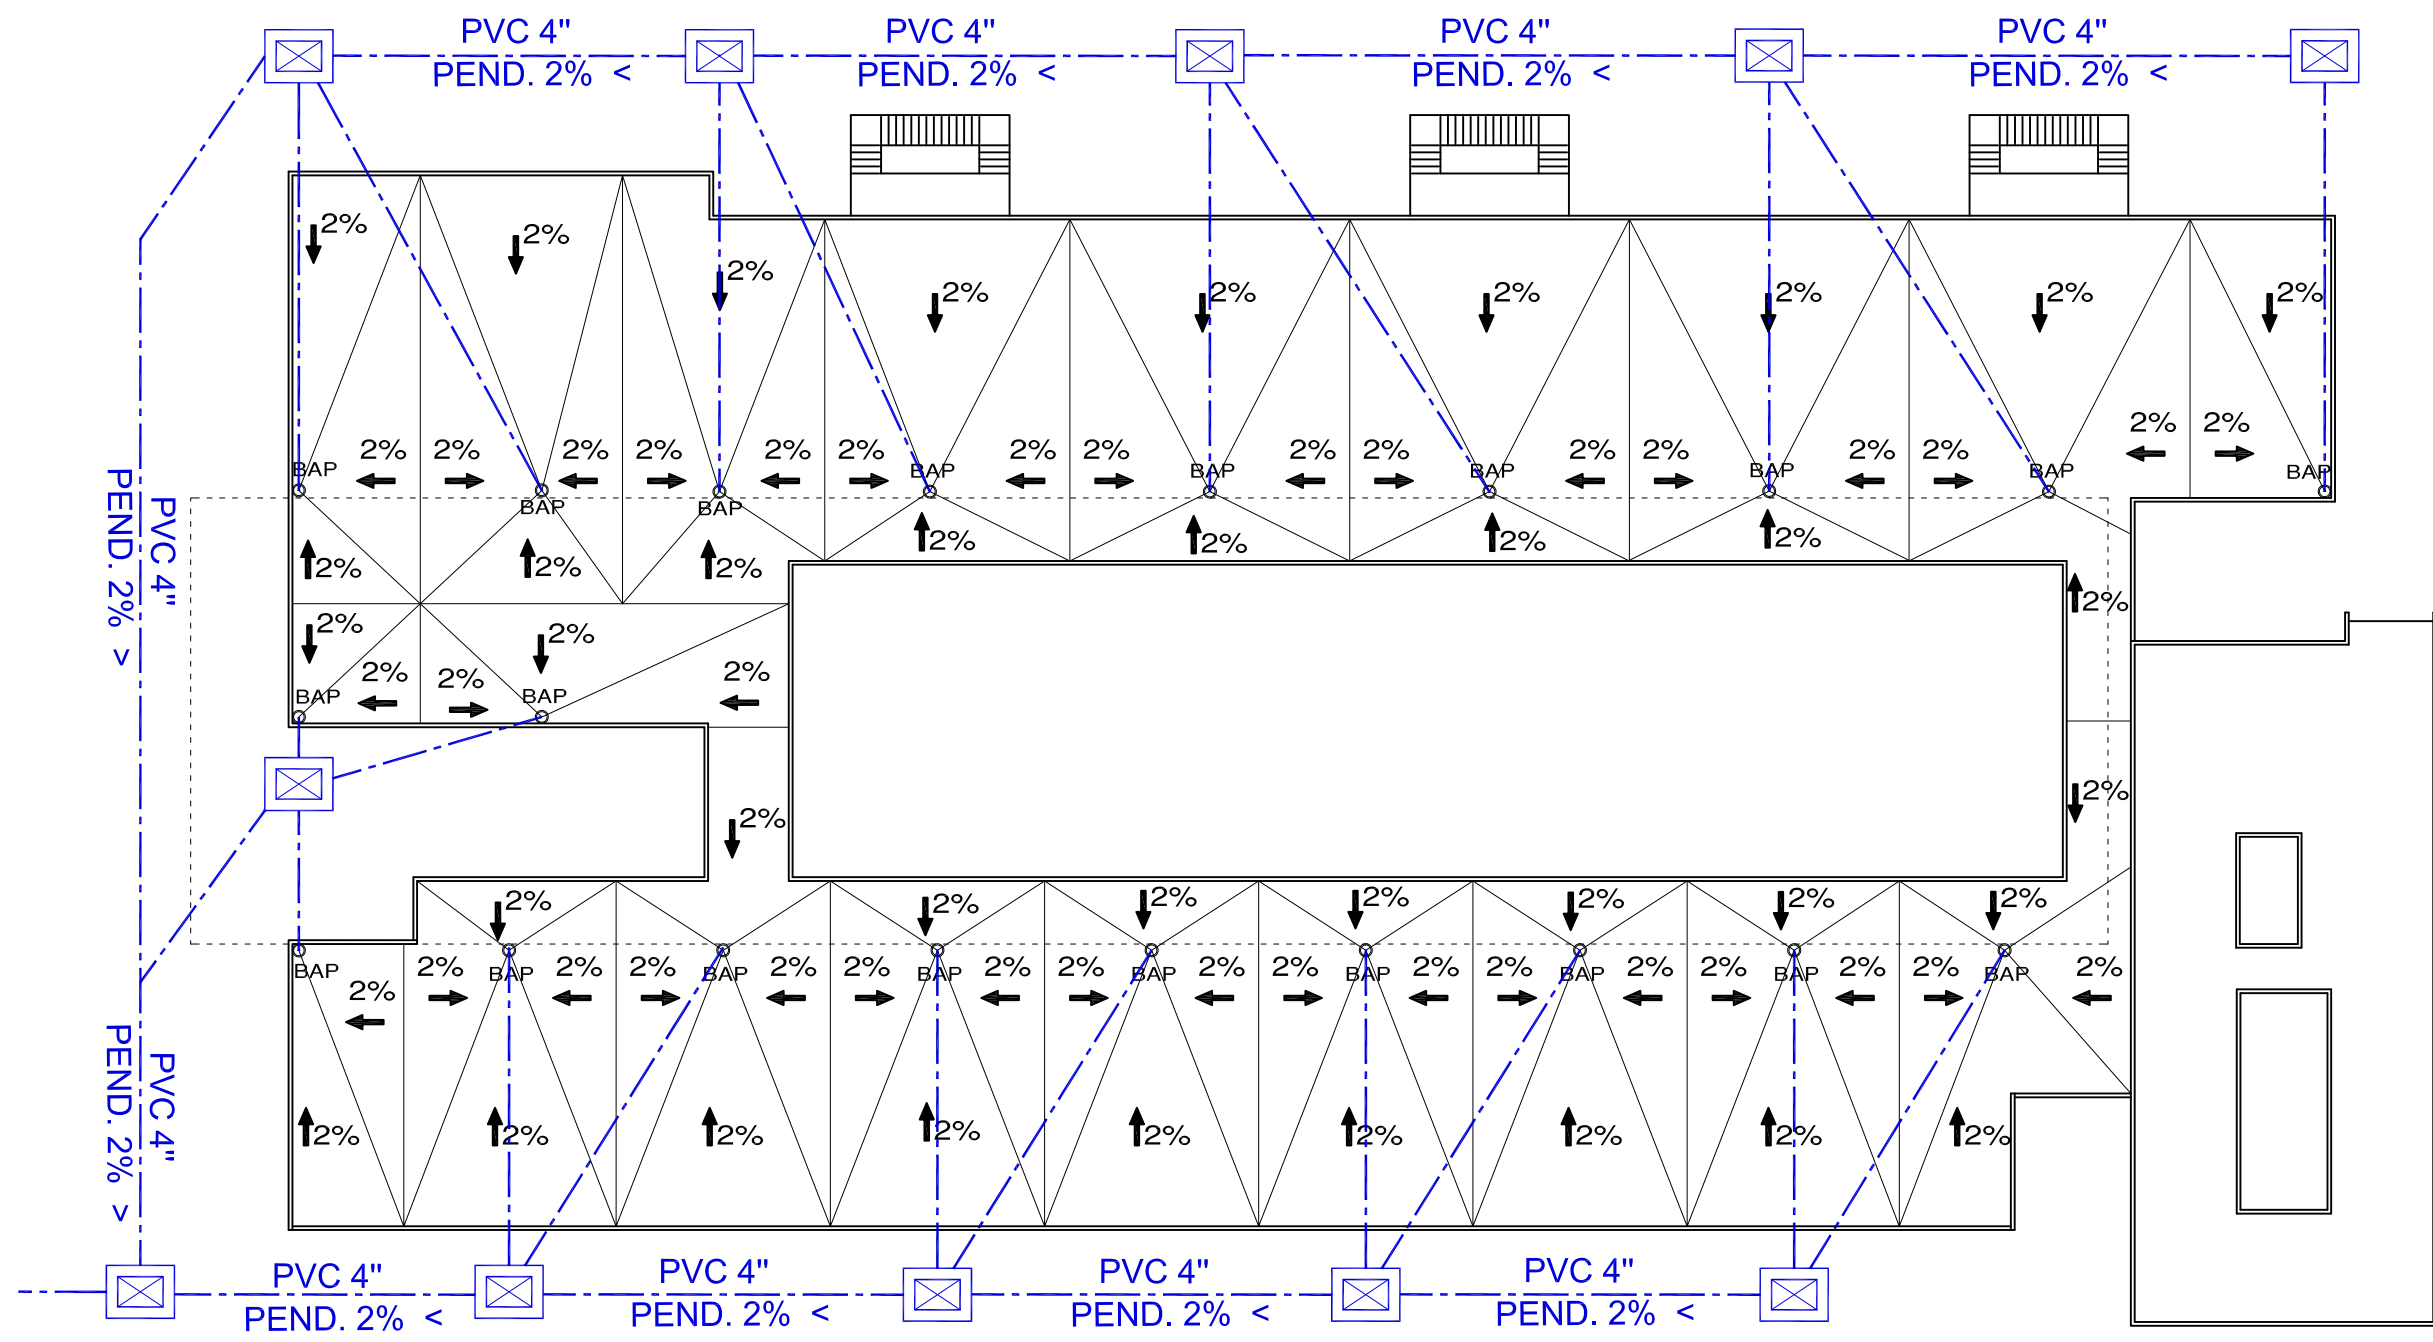 PVC 4" PVC 4" PVC 4" PVC 4"
PEND. 2% < PEND. 2% < PEND. 2% < PEND. 2% <
2% 2%
2% 2% 2% 2% 2% 2% 2%
2% 2%
2% 2% 2% 2% 2% 2% 2% 2% 2% 2% 2% 2% 2% 2%
BAP BAP BAP BAP BAP BAP BAP
BAP BAP
2% 2% 2% 2% 2% 2% 2%
PVC 4"
PEND. 2% >
2%
2% 2%
2% 2% 2%
BAP BAP
2%
2%
2% 2% 2% 2% 2% 2% 2% 2%
2% 2% 2% 2% 2% 2% 2% 2% 2% 2% 2% 2% 2% 2% 2% 2%
BAP BAP BAP BAP BAP BAP BAP BAP BAP
2%
PVC 4"
PEND. 2% >
2% 2% 2% 2% 2% 2% 2% 2% 2%
PVC 4" PVC 4" PVC 4" PVC 4"
PEND. 2% < PEND. 2% < PEND. 2% < PEND. 2% <